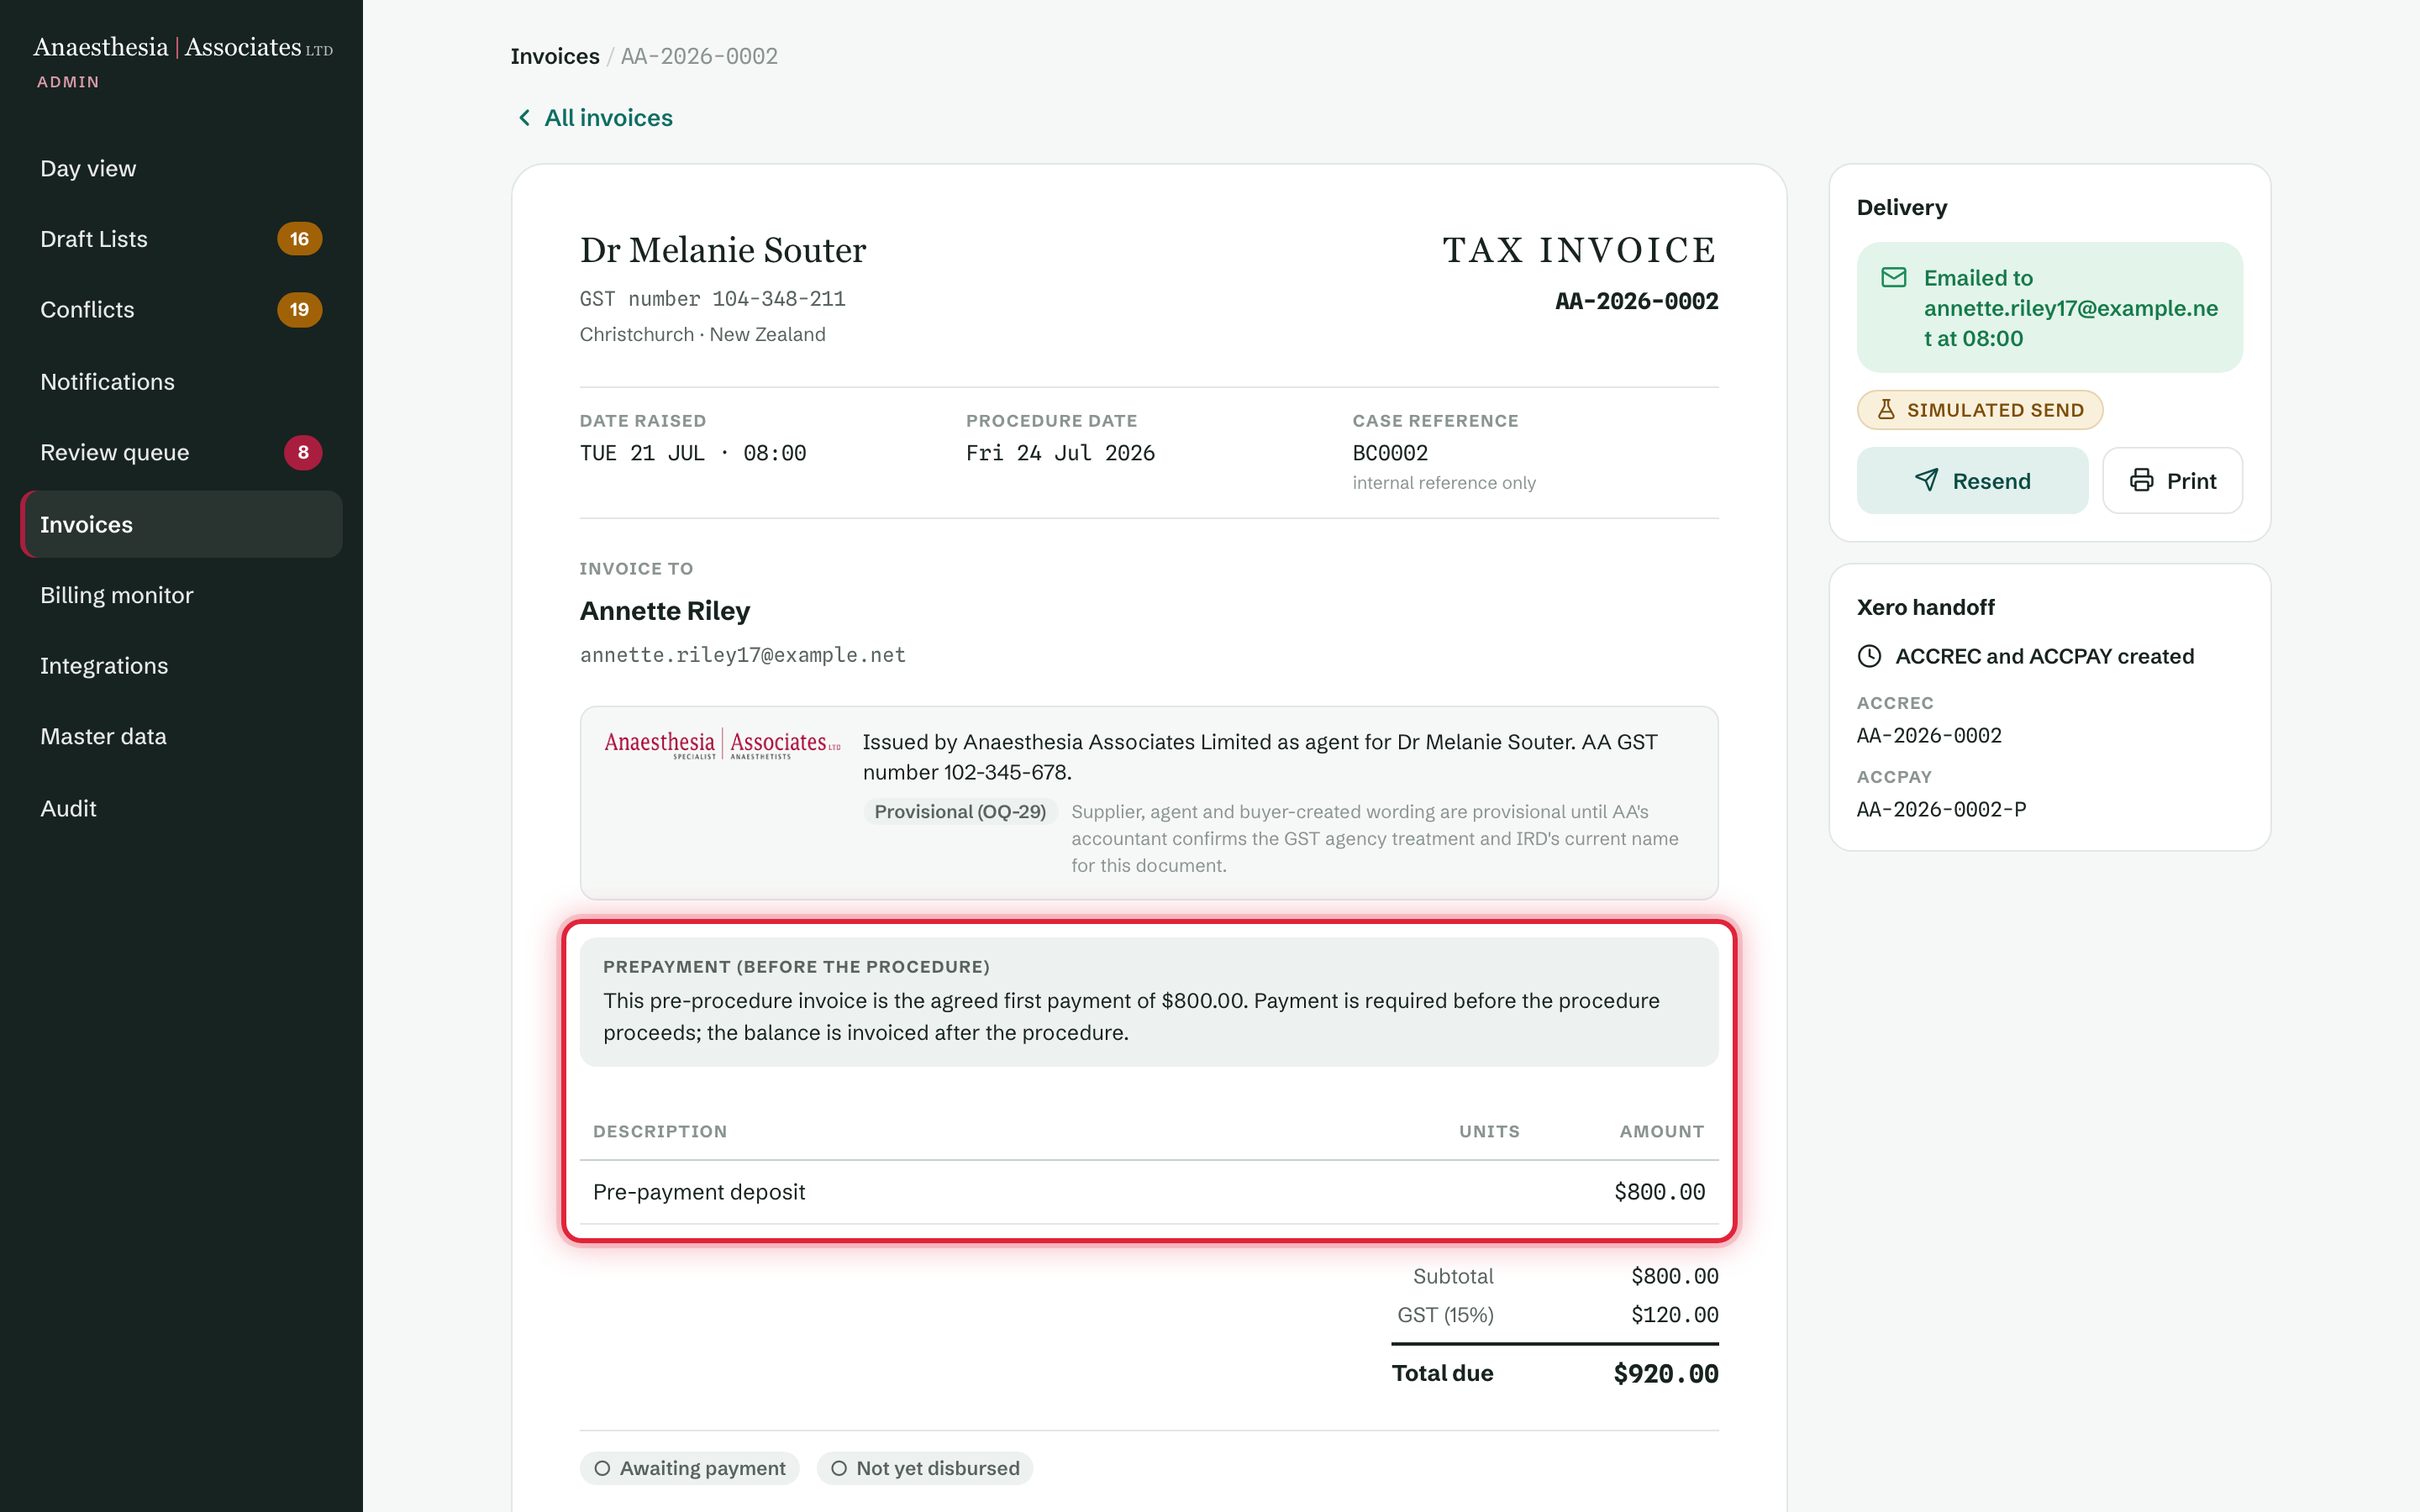 Anaesthesia | Associates LTD
ADMIN
Day view
Draft Lists 16
Conflicts 19
Notifications
Review queue 8
Invoices
Billing monitor
Integrations
Master data
Audit
Invoices / AA-2026-0002
All invoices
Dr Melanie Souter
GST number 104-348-211
Christchurch · New Zealand
TAX INVOICE
AA-2026-0002
DATE RAISED
TUE 21 JUL · 08:00
PROCEDURE DATE
Fri 24 Jul 2026
CASE REFERENCE
BC0002
internal reference only
INVOICE TO
Annette Riley
annette.riley17@example.net
Anaesthesia | Associates LTD
SPECIALIST ANAESTHETISTS
Issued by Anaesthesia Associates Limited as agent for Dr Melanie Souter. AA GST
number 102-345-678.
Provisional (OQ-29)
Supplier, agent and buyer-created wording are provisional until AA's
accountant confirms the GST agency treatment and IRD's current name
for this document.
PREPAYMENT (BEFORE THE PROCEDURE)
This pre-procedure invoice is the agreed first payment of $800.00. Payment is required before the procedure
proceeds; the balance is invoiced after the procedure.
DESCRIPTION UNITS AMOUNT
Pre-payment deposit $800.00
Subtotal $800.00
GST (15%) $120.00
Total due $920.00
Awaiting payment
Not yet disbursed
Delivery
Emailed to
annette.riley17@example.ne
t at 08:00
SIMULATED SEND
Resend
Print
Xero handoff
ACCREC and ACCPAY created
ACCREC
AA-2026-0002
ACCPAY
AA-2026-0002-P